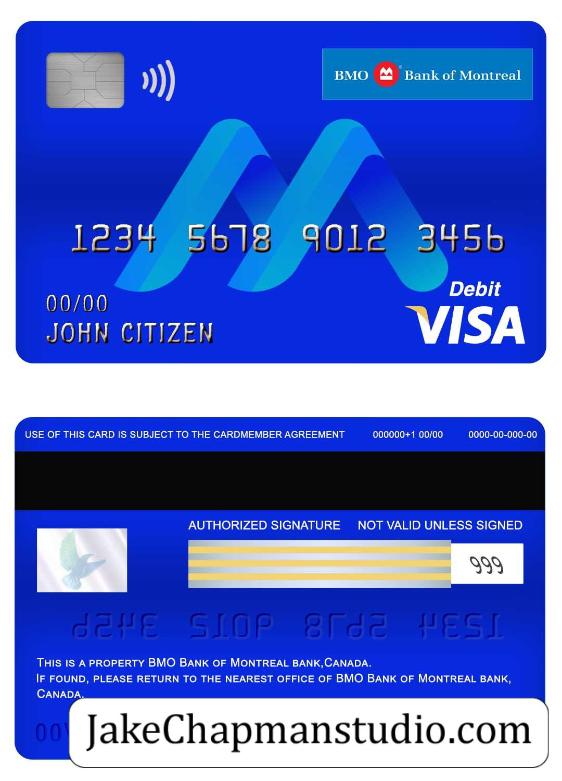 BMO Bank of Montreal
1234 5678 9012 3456
00/00
JOHN CITIZEN
Debit
VISA
USE OF THIS CARD IS SUBJECT TO THE CARDMEMBER AGREEMENT 000000+1 00/00 0000-00-000-00
AUTHORIZED SIGNATURE NOT VALID UNLESS SIGNED
999
1234 5678 9012 3456
THIS IS A PROPERTY BMO BANK OF MONTREAL BANK,CANADA.
IF FOUND, PLEASE RETURN TO THE NEAREST OFFICE OF BMO BANK OF MONTREAL BANK,
CANADA.
JakeChapmanstudio.com